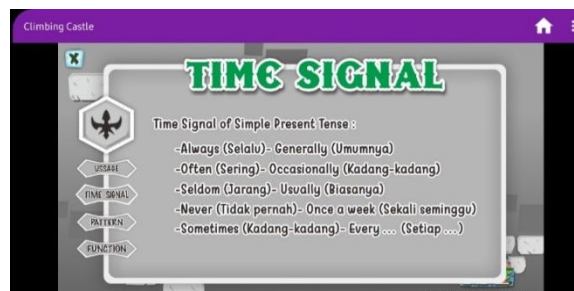 Climbing Castle
X
TIME SIGNAL
Time Signal of Simple Present Tense :
-Always (Selalu)- Generally (Umumnya)
-Often (Sering)- Occasionally (Kadang-kadang)
-Seldom (Jarang)- Usually (Biasanya)
-Never (Tidak pernah)- Once a week (Sekali seminggu)
-Sometimes (Kadang-kadang)- Every ... (Setiap ...)
USSAGE
TIME SIGNAL
PATTERN
FUNCTION